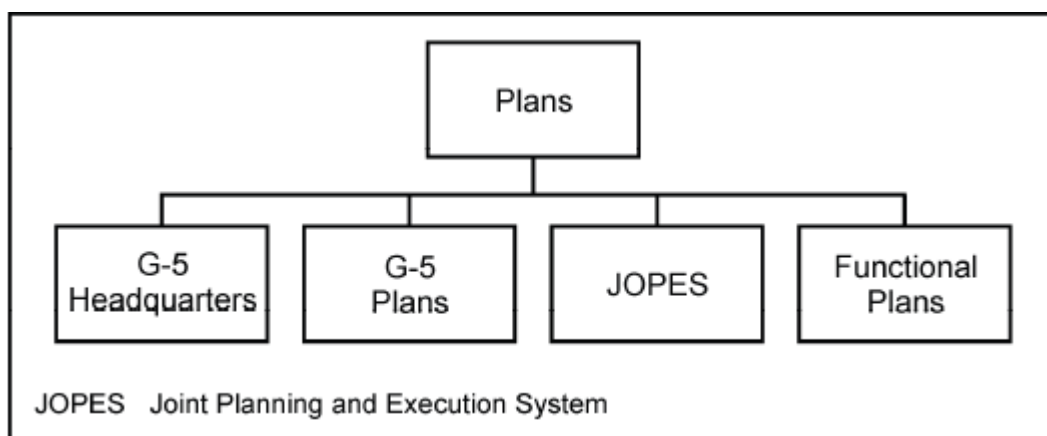 Plans
G-5
Headquarters
G-5
Plans
JOPES
Functional
Plans
JOPES Joint Planning and Execution System